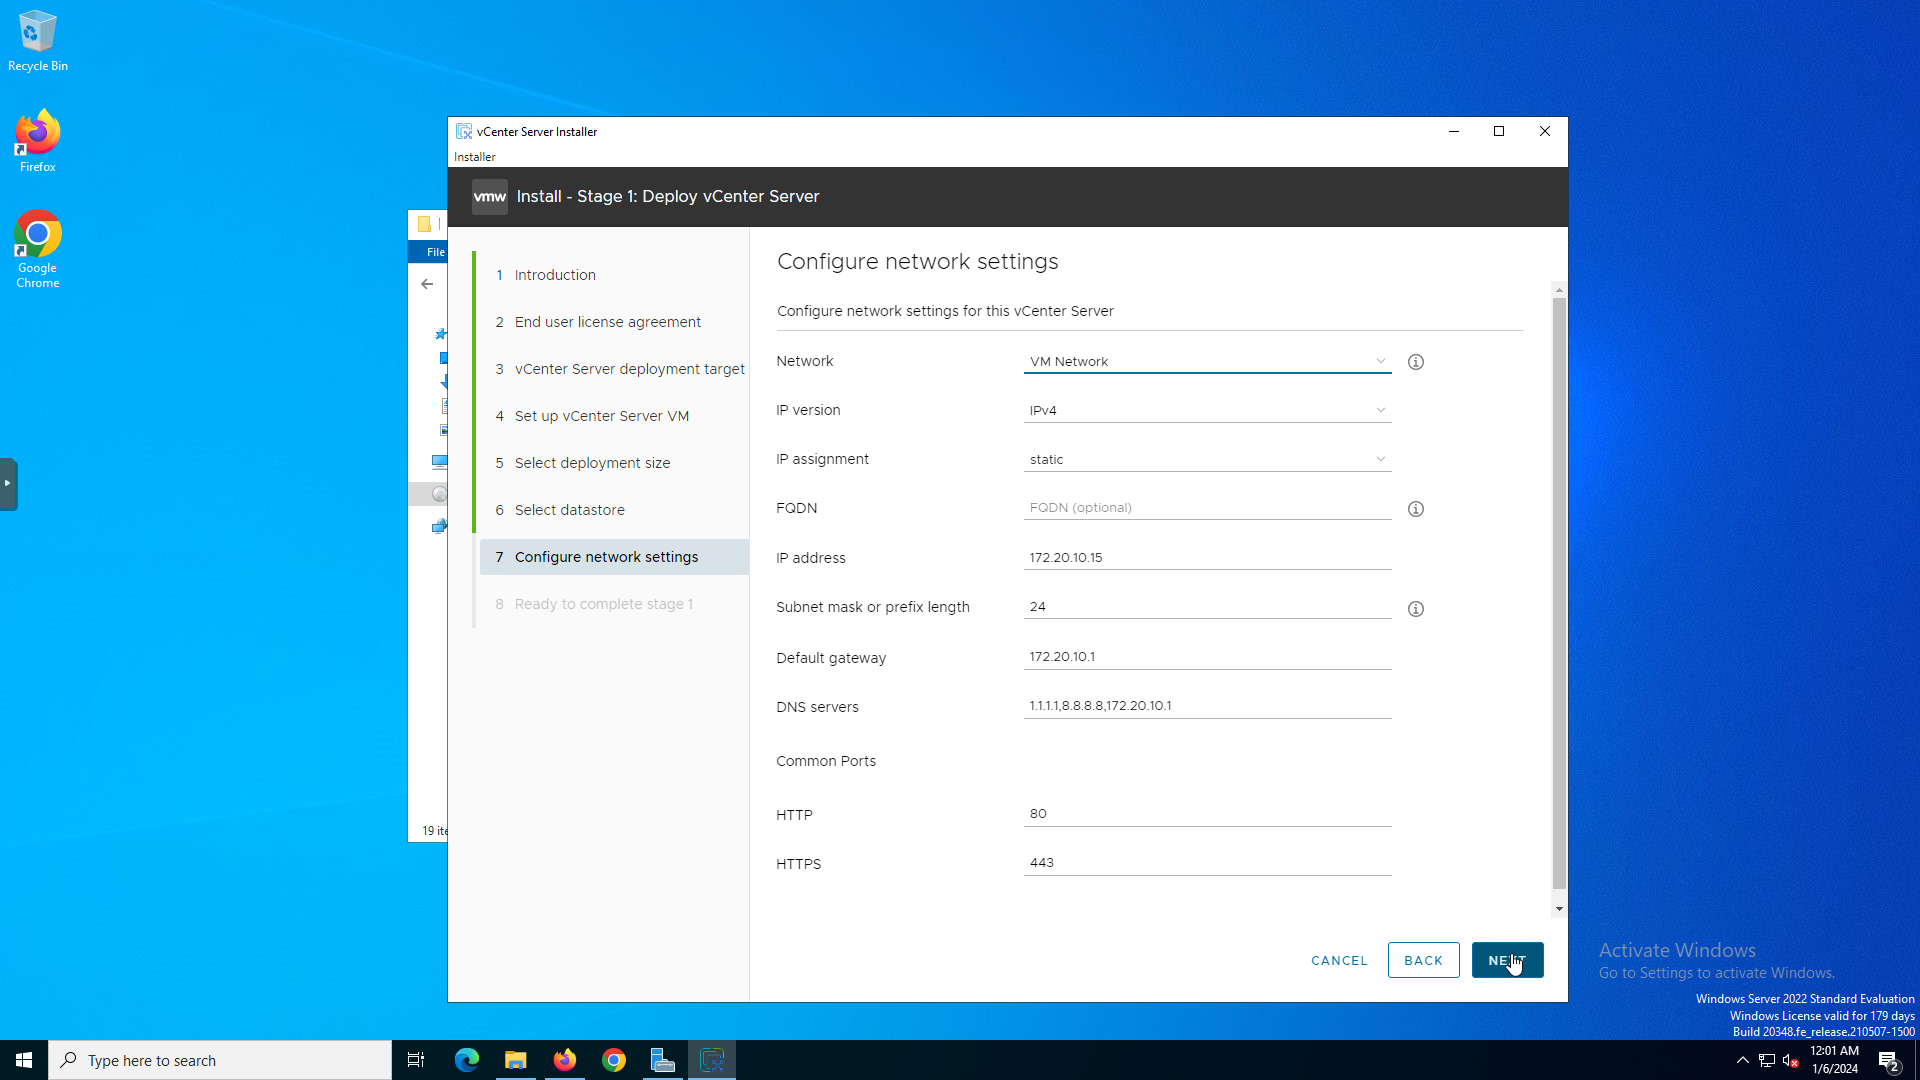 Recycle Bin
Firefox
Google
Chrome
File
19 ite
vCenter Server Installer
Installer
vmw Install - Stage 1: Deploy vCenter Server
1 Introduction
2 End user license agreement
3 vCenter Server deployment target
4 Set up vCenter Server VM
5 Select deployment size
6 Select datastore
7 Configure network settings
8 Ready to complete stage 1
Configure network settings
Configure network settings for this vCenter Server
Network VM Network
IP version IPv4
IP assignment static
FQDN FQDN (optional)
IP address 172.20.10.15
Subnet mask or prefix length 24
Default gateway 172.20.10.1
DNS servers 1.1.1.1,8.8.8.8,172.20.10.1
Common Ports
HTTP 80
HTTPS 443
CANCEL BACK NEXT
Activate Windows
Go to Settings to activate Windows.
Windows Server 2022 Standard Evaluation
Windows License valid for 179 days
Build 20348.fe_release.210507-1500
Type here to search
12:01 AM
1/6/2024
2